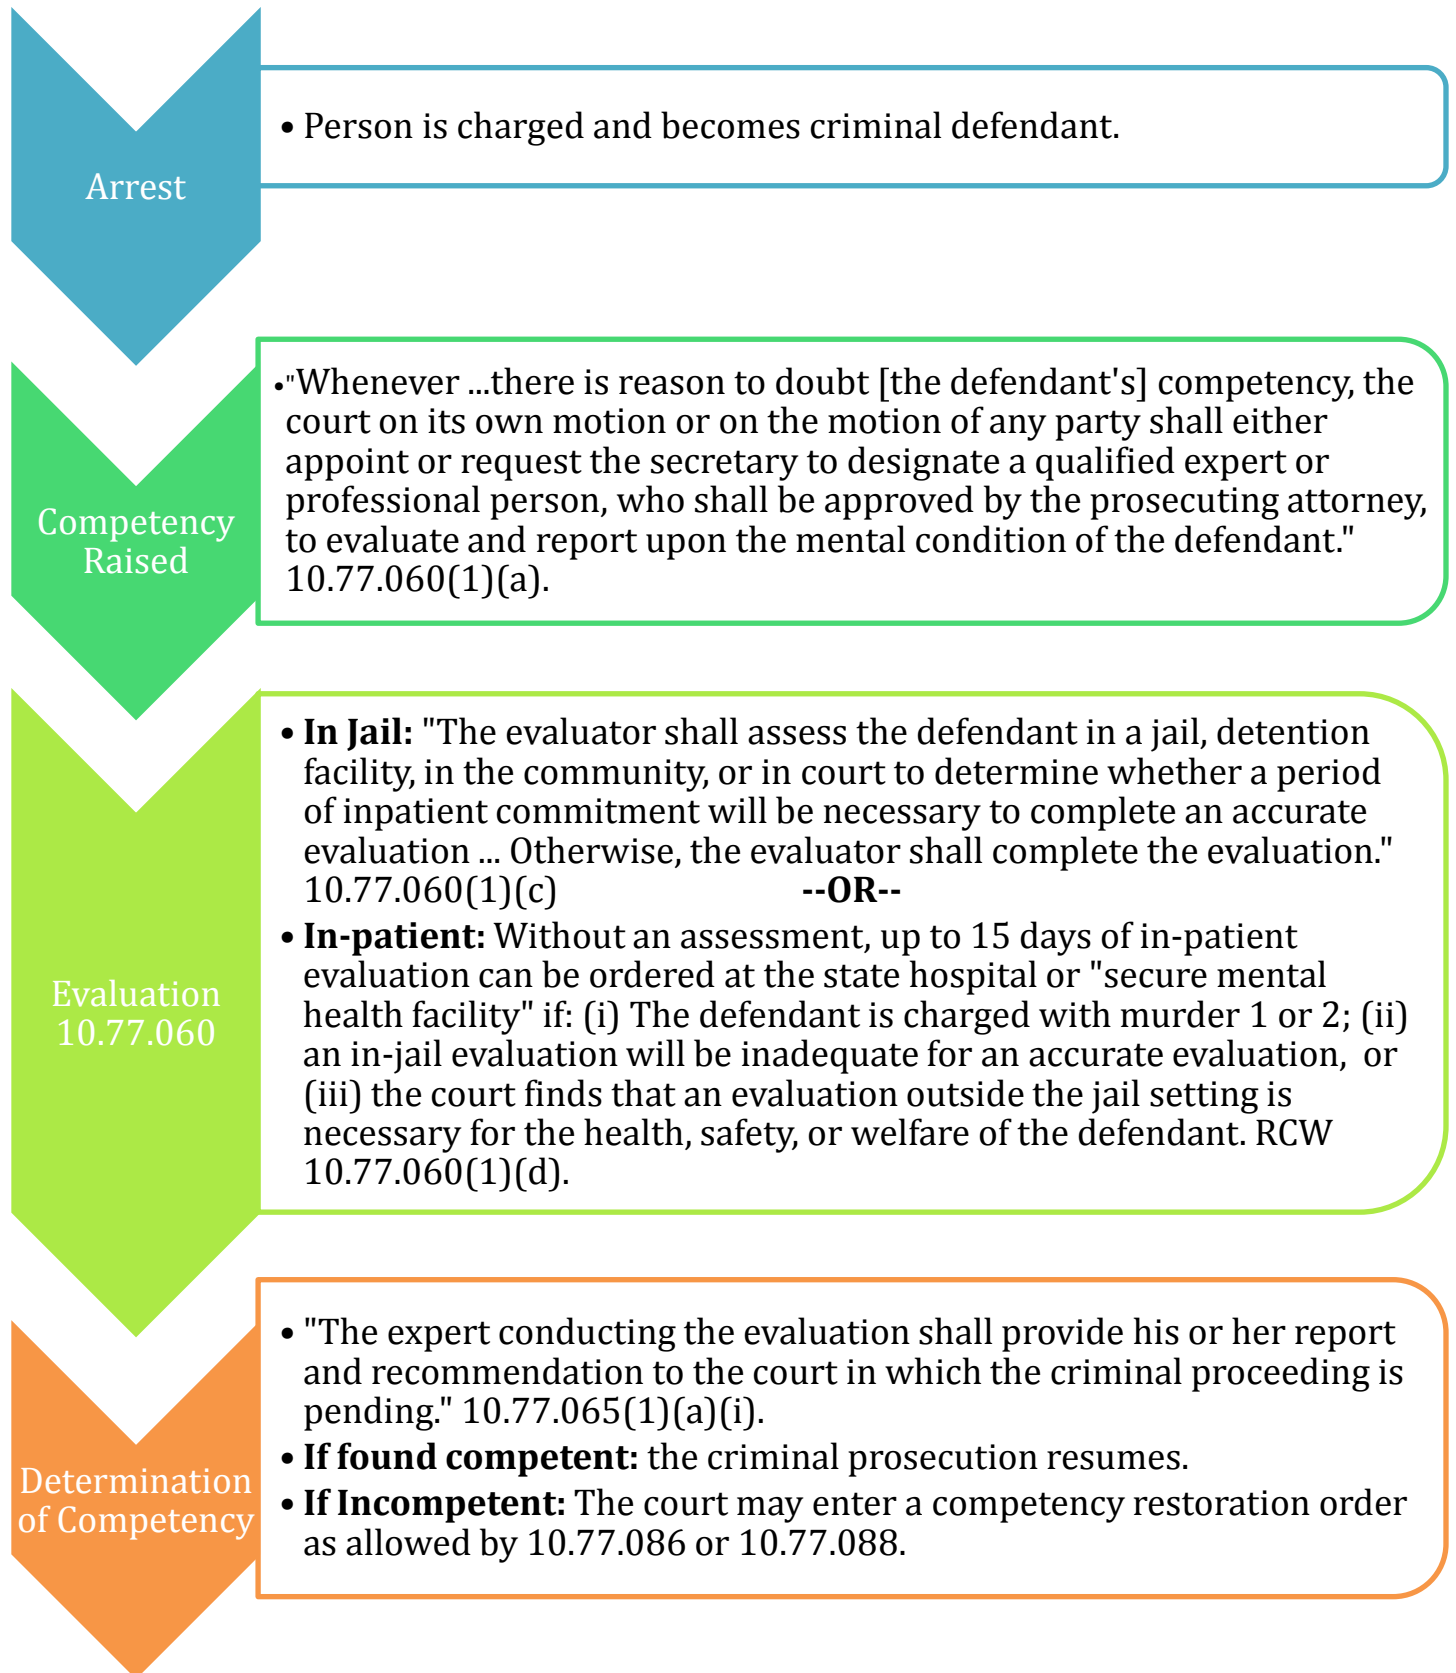 Arrest
• Person is charged and becomes criminal defendant.
Competency
Raised
•"Whenever ...there is reason to doubt [the defendant's] competency, the
court on its own motion or on the motion of any party shall either
appoint or request the secretary to designate a qualified expert or
professional person, who shall be approved by the prosecuting attorney,
to evaluate and report upon the mental condition of the defendant."
10.77.060(1)(a).
Evaluation
10.77.060
• In Jail: "The evaluator shall assess the defendant in a jail, detention
facility, in the community, or in court to determine whether a period
of inpatient commitment will be necessary to complete an accurate
evaluation ... Otherwise, the evaluator shall complete the evaluation."
10.77.060(1)(c) --OR--
• In-patient: Without an assessment, up to 15 days of in-patient
evaluation can be ordered at the state hospital or "secure mental
health facility" if: (i) The defendant is charged with murder 1 or 2; (ii)
an in-jail evaluation will be inadequate for an accurate evaluation, or
(iii) the court finds that an evaluation outside the jail setting is
necessary for the health, safety, or welfare of the defendant. RCW
10.77.060(1)(d).
Determination
of Competency
• "The expert conducting the evaluation shall provide his or her report
and recommendation to the court in which the criminal proceeding is
pending." 10.77.065(1)(a)(i).
• If found competent: the criminal prosecution resumes.
• If Incompetent: The court may enter a competency restoration order
as allowed by 10.77.086 or 10.77.088.